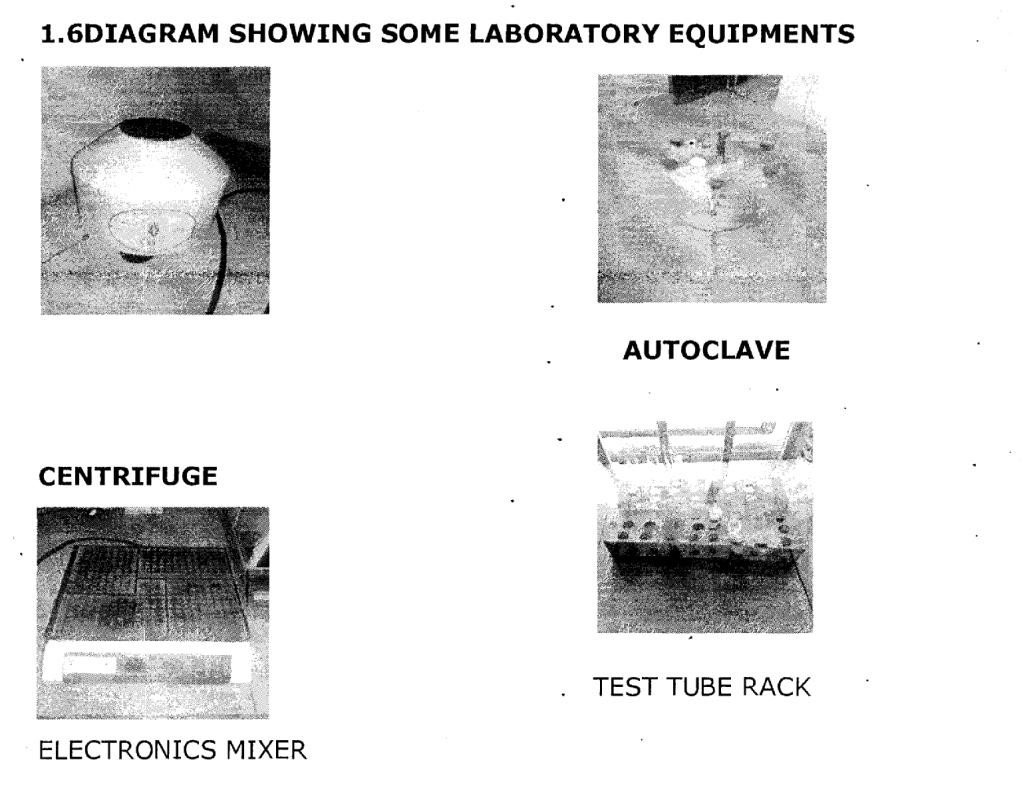 1.6DIAGRAM SHOWING SOME LABORATORY EQUIPMENTS
AUTOCLAVE
CENTRIFUGE
TEST TUBE RACK
ELECTRONICS MIXER